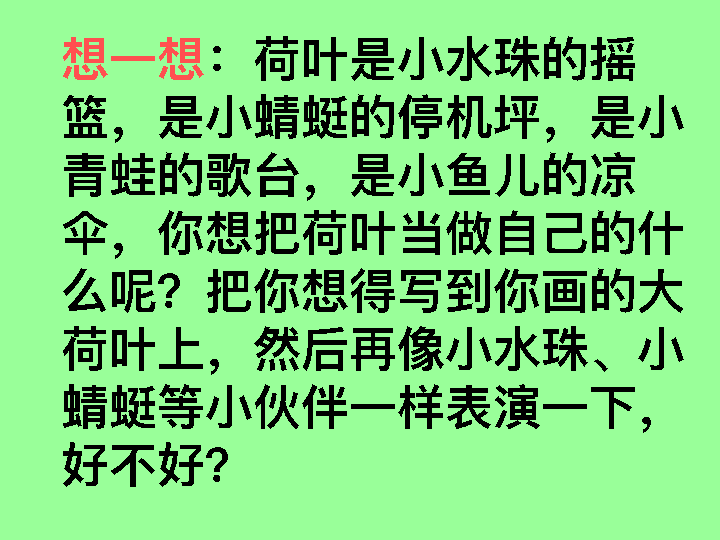 想一想：荷叶是小水珠的摇
篮，是小蜻蜓的停机坪，是小
青蛙的歌台，是小鱼儿的凉
伞，你想把荷叶当做自己的什
么呢？把你想得写到你画的大
荷叶上，然后再像小水珠、小
蜻蜓等小伙伴一样表演一下，
好不好？